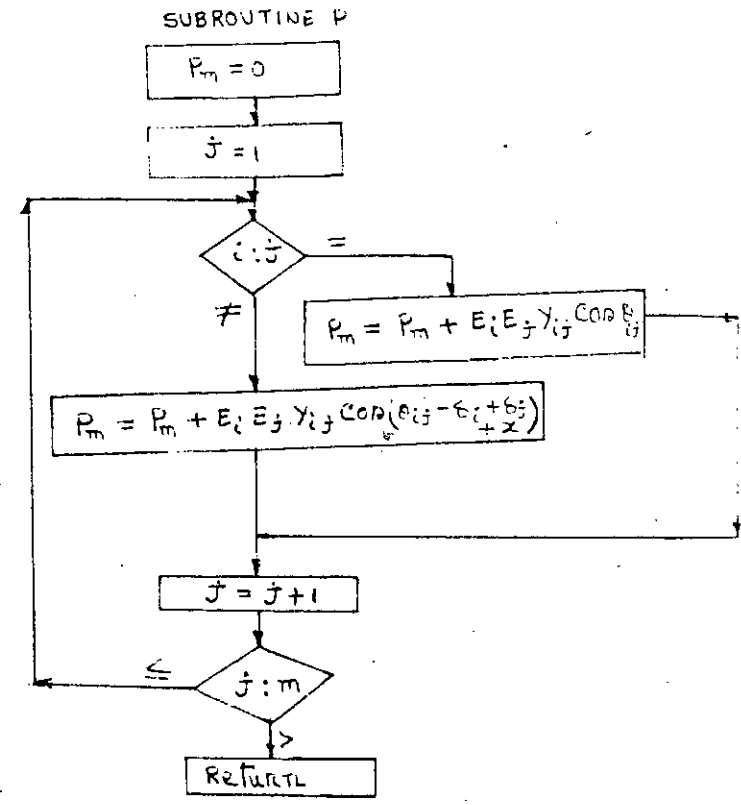 SUBROUTINE P
Pm = 0
j = 1
i : j
=
≠
Pm = Pm + Ei Ej Yij COS θij
Pm = Pm + Ei Ej Yij COS(θij - δi + δj
+ x)
j = j + 1
≤
j : m
>
Return